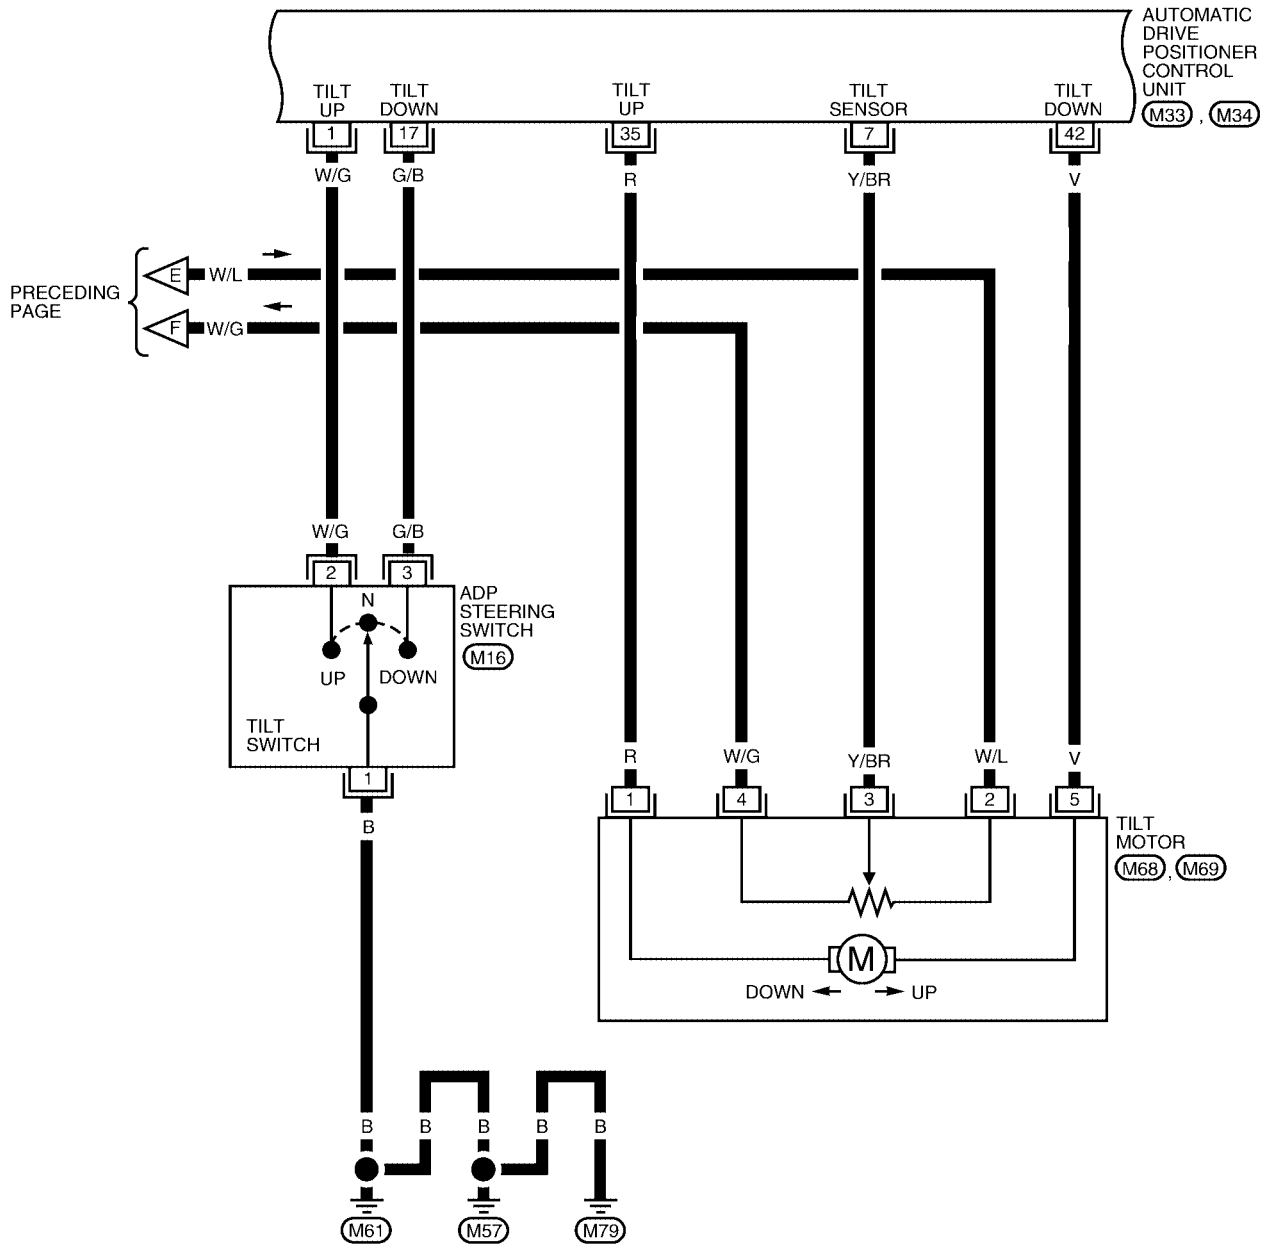 AUTOMATIC
DRIVE
POSITIONER
CONTROL
UNIT
M33 , M34
TILT UP
TILT DOWN
TILT UP
TILT SENSOR
TILT DOWN
1 17 35 7 42
W/G G/B R Y/BR V
PRECEDING
PAGE
E W/L
F W/G
W/G G/B
2 3
ADP
STEERING
SWITCH
M16
N
UP DOWN
TILT
SWITCH
1
B
R W/G Y/BR W/L V
1 4 3 2 5
TILT
MOTOR
M68 , M69
M
DOWN UP
B B B B B
M61 M57 M79